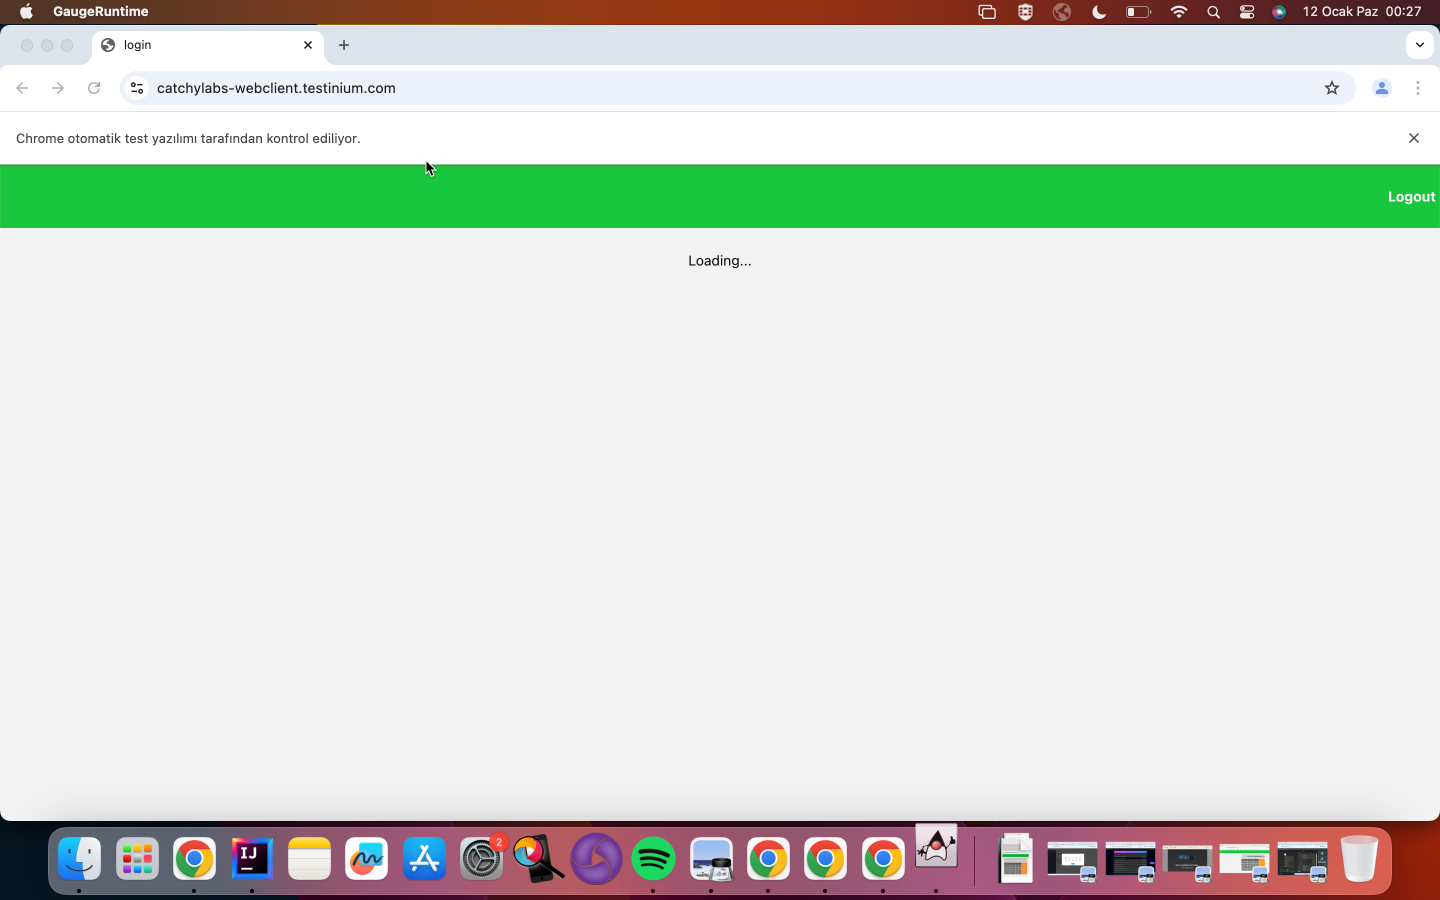 GaugeRuntime
12 Ocak Paz 00:27
login
catchylabs-webclient.testinium.com
Chrome otomatik test yazılımı tarafından kontrol ediliyor.
Logout
Loading...
2
IJ